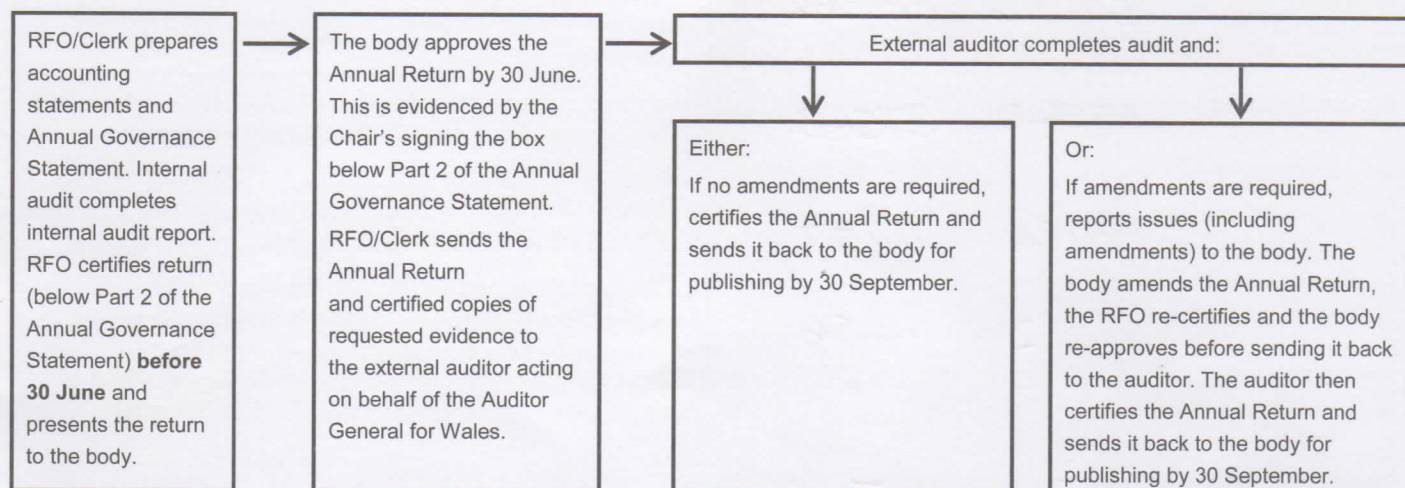 RFO/Clerk prepares
accounting
statements and
Annual Governance
Statement. Internal
audit completes
internal audit report.
RFO certifies return
(below Part 2 of the
Annual Governance
Statement) before
30 June and
presents the return
to the body.
The body approves the
Annual Return by 30 June.
This is evidenced by the
Chair's signing the box
below Part 2 of the Annual
Governance Statement.
RFO/Clerk sends the
Annual Return
and certified copies of
requested evidence to
the external auditor acting
on behalf of the Auditor
General for Wales.
External auditor completes audit and:
Either:
If no amendments are required,
certifies the Annual Return and
sends it back to the body for
publishing by 30 September.
Or:
If amendments are required,
reports issues (including
amendments) to the body. The
body amends the Annual Return,
the RFO re-certifies and the body
re-approves before sending it back
to the auditor. The auditor then
certifies the Annual Return and
sends it back to the body for
publishing by 30 September.